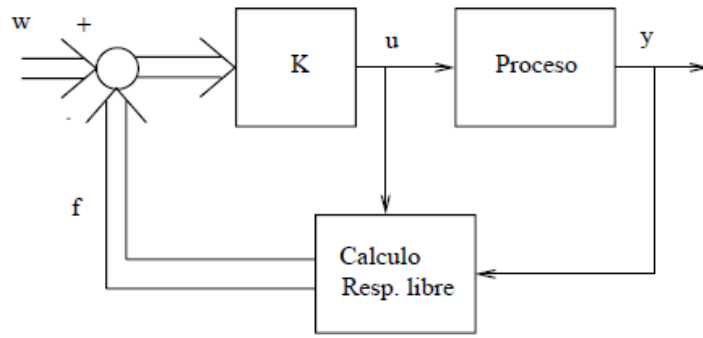 w
+
K
u
Proceso
y
-
f
Calculo
Resp. libre